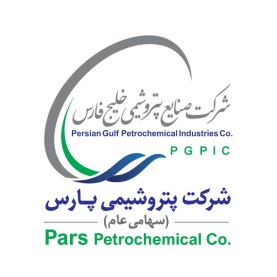 شرکت صنایع پتروشیمی خلیج فارس
Persian Gulf Petrochemical Industries Co.
PGPIC
شرکت پتروشیمی پارس
(سهامی عام)
Pars Petrochemical Co.